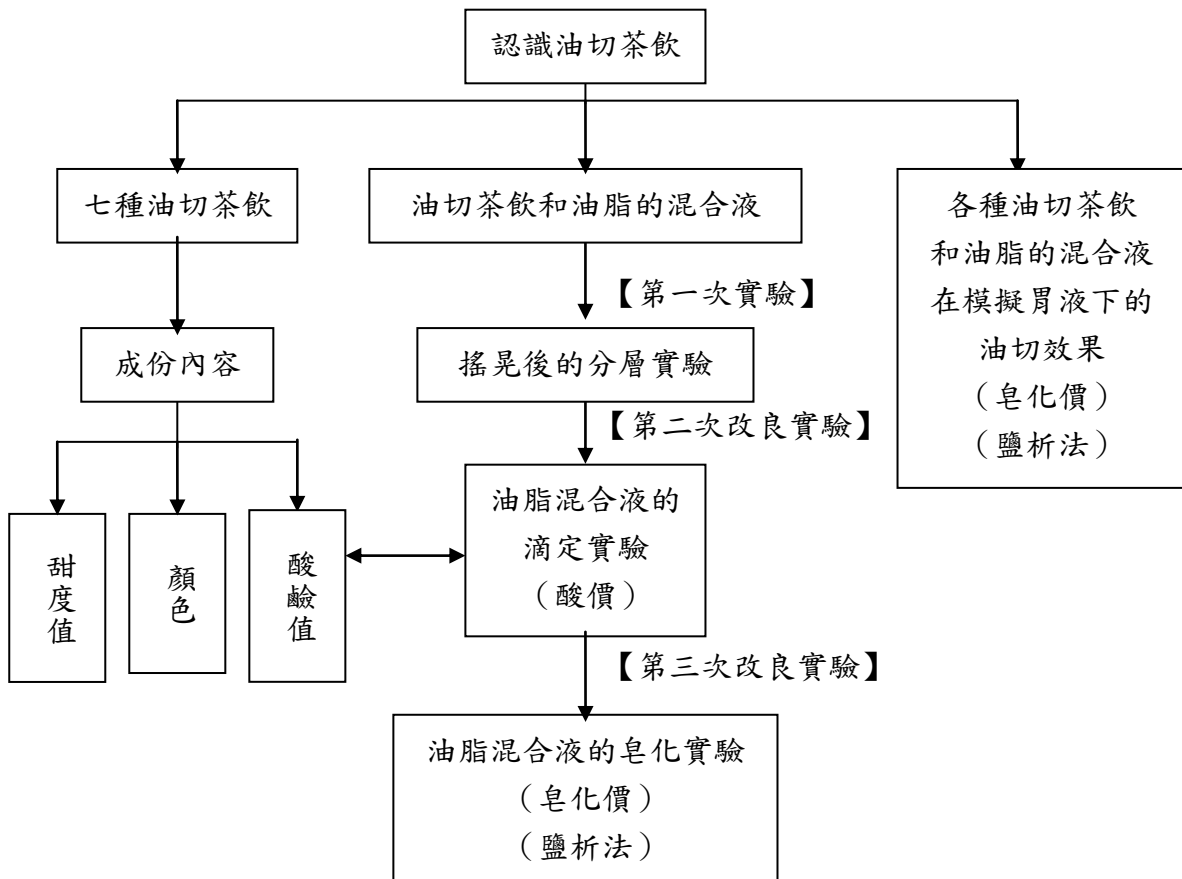 認識油切茶飲
七種油切茶飲
油切茶飲和油脂的混合液
各種油切茶飲
和油脂的混合液
在模擬胃液下的
油切效果
（皂化價）
（鹽析法）
【第一次實驗】
成份內容
搖晃後的分層實驗
【第二次改良實驗】
甜度值
顏色
酸鹼值
油脂混合液的
滴定實驗
（酸價）
【第三次改良實驗】
油脂混合液的皂化實驗
（皂化價）
（鹽析法）